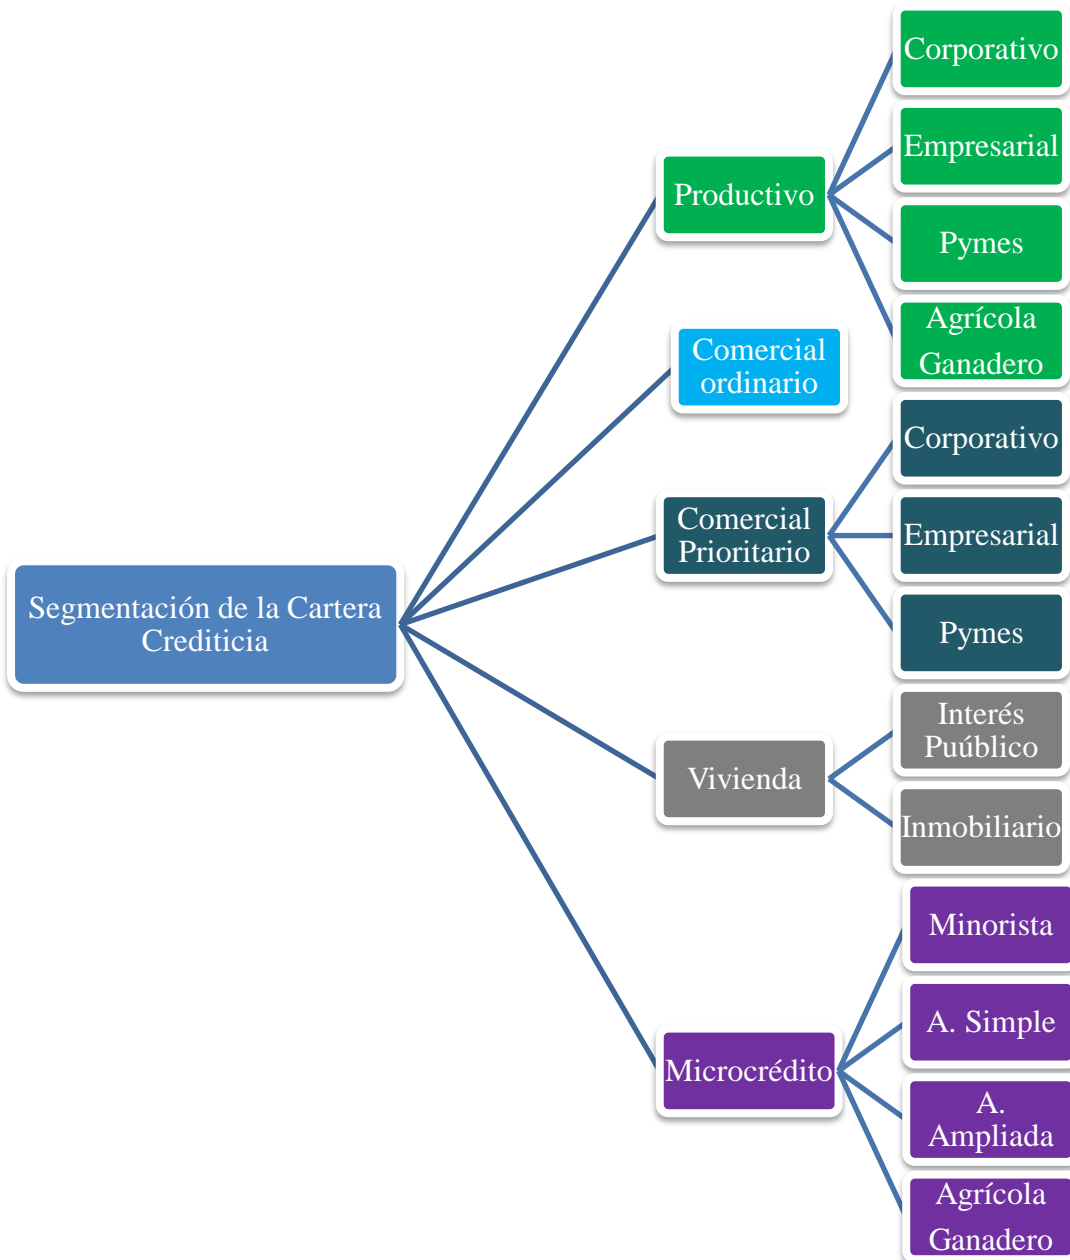 Segmentación de la Cartera
Crediticia
Productivo
Corporativo
Empresarial
Pymes
Agrícola
Ganadero
Comercial
ordinario
Comercial
Prioritario
Corporativo
Empresarial
Pymes
Vivienda
Interés
Puúblico
Inmobiliario
Microcrédito
Minorista
A. Simple
A.
Ampliada
Agrícola
Ganadero